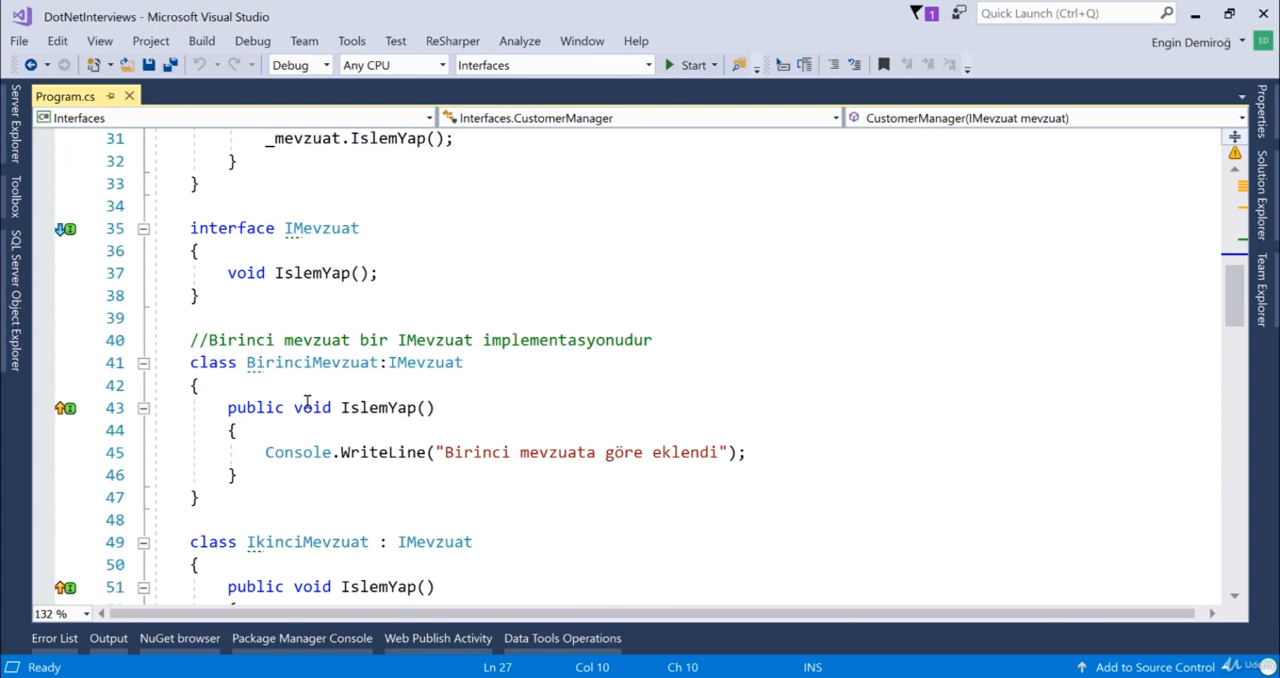 DotNetInterviews - Microsoft Visual Studio
1
Quick Launch (Ctrl+Q)
File Edit View Project Build Debug Team Tools Test ReSharper Analyze Window Help
Engin Demiroğ
ED
Debug Any CPU Interfaces Start
Program.cs
Interfaces Interfaces.CustomerManager CustomerManager(IMevzuat mevzuat)
Server Explorer
Toolbox
SQL Server Object Explorer
Properties
Solution Explorer
Team Explorer
31 _mevzuat.IslemYap();
32 }
33 }
34
35 interface IMevzuat
36 {
37 void IslemYap();
38 }
39
40 //Birinci mevzuat bir IMevzuat implementasyonudur
41 class BirinciMevzuat:IMevzuat
42 {
43 public void IslemYap()
44 {
45 Console.WriteLine("Birinci mevzuata göre eklendi");
46 }
47 }
48
49 class IkinciMevzuat : IMevzuat
50 {
51 public void IslemYap()
132 %
Error List Output NuGet browser Package Manager Console Web Publish Activity Data Tools Operations
Ready Ln 27 Col 10 Ch 10 INS Add to Source Control